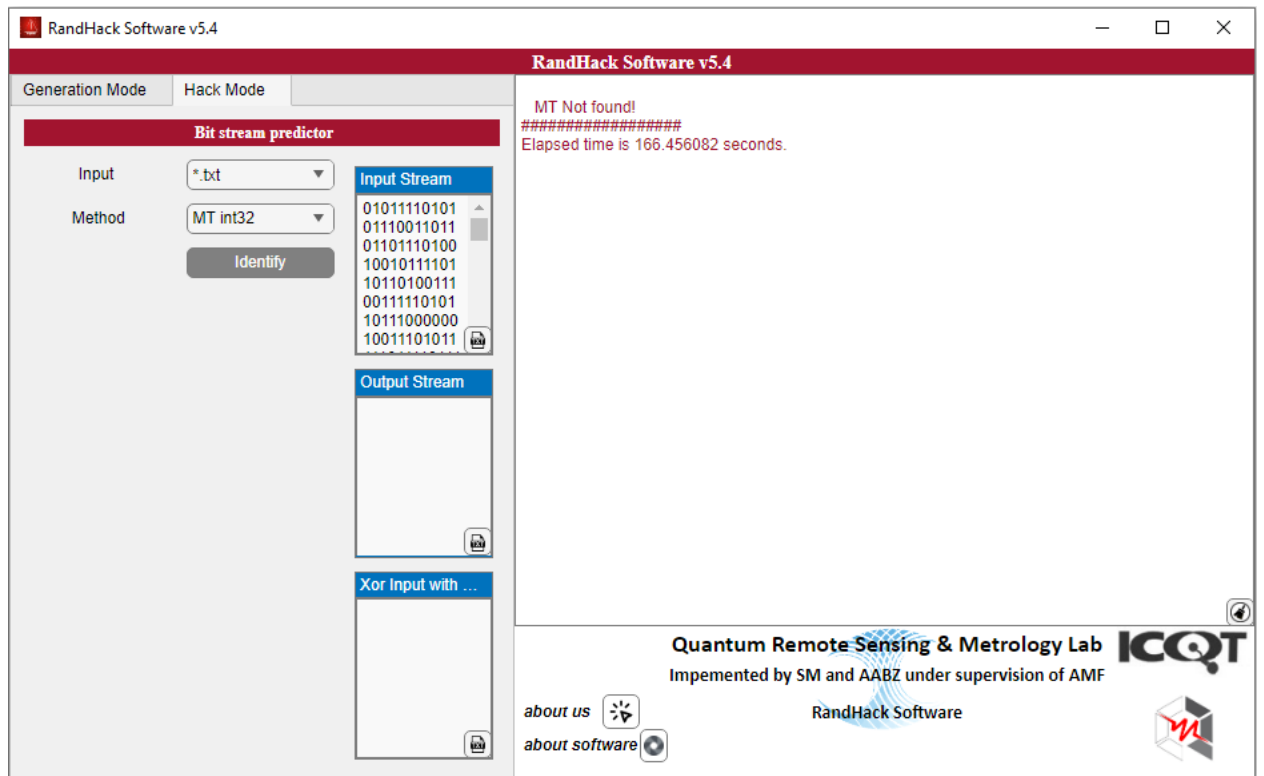 RandHack Software v5.4
RandHack Software v5.4
Generation Mode
Hack Mode
Bit stream predictor
Input
*.txt
Method
MT int32
Identify
Input Stream
01011110101
01110011011
01101110100
10010111101
10110100111
00111110101
10111000000
10011101011
TXT
Output Stream
TXT
Xor Input with ...
TXT
MT Not found!
##################
Elapsed time is 166.456082 seconds.
Quantum Remote Sensing & Metrology Lab
Impemented by SM and AABZ under supervision of AMF
ICQT
about us
RandHack Software
about software